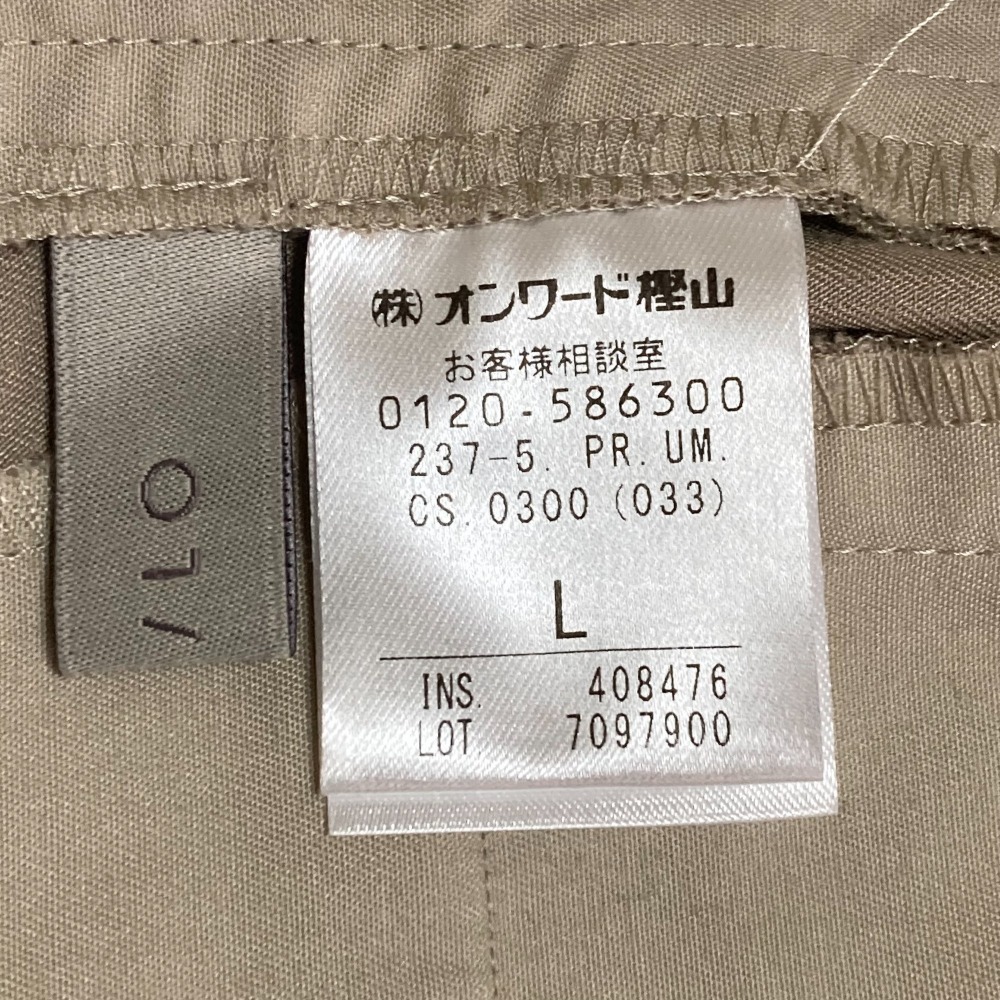 (株)オンワード樫山
お客様相談室
0120-586300
237-5. PR. UM.
CS. 0300 (033)
L
INS. 408476
LOT. 7097900
/LO